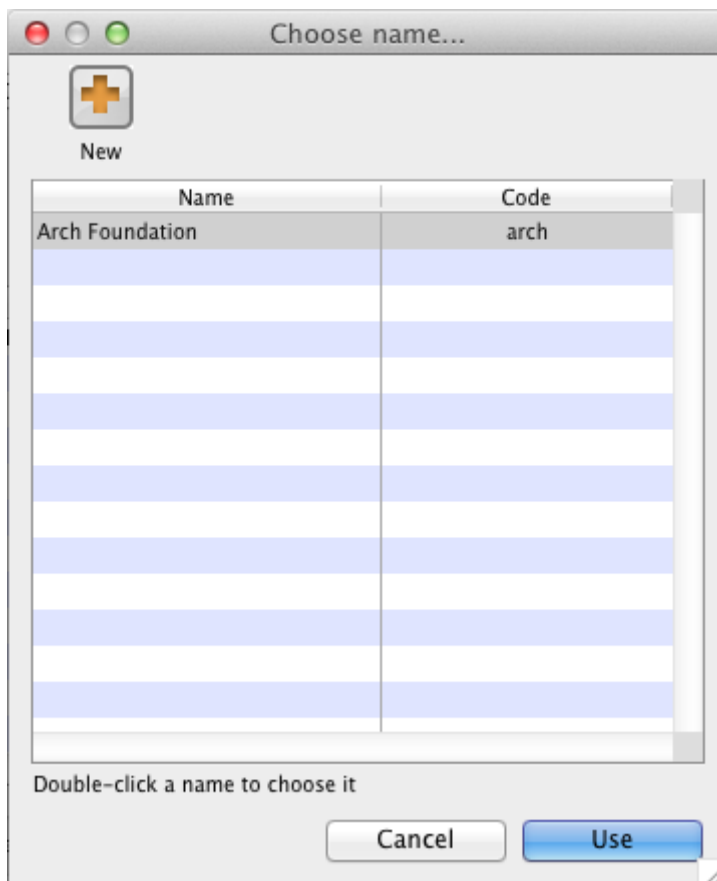 Choose name...
New
Name Code
Arch Foundation arch
Double-click a name to choose it
Cancel Use